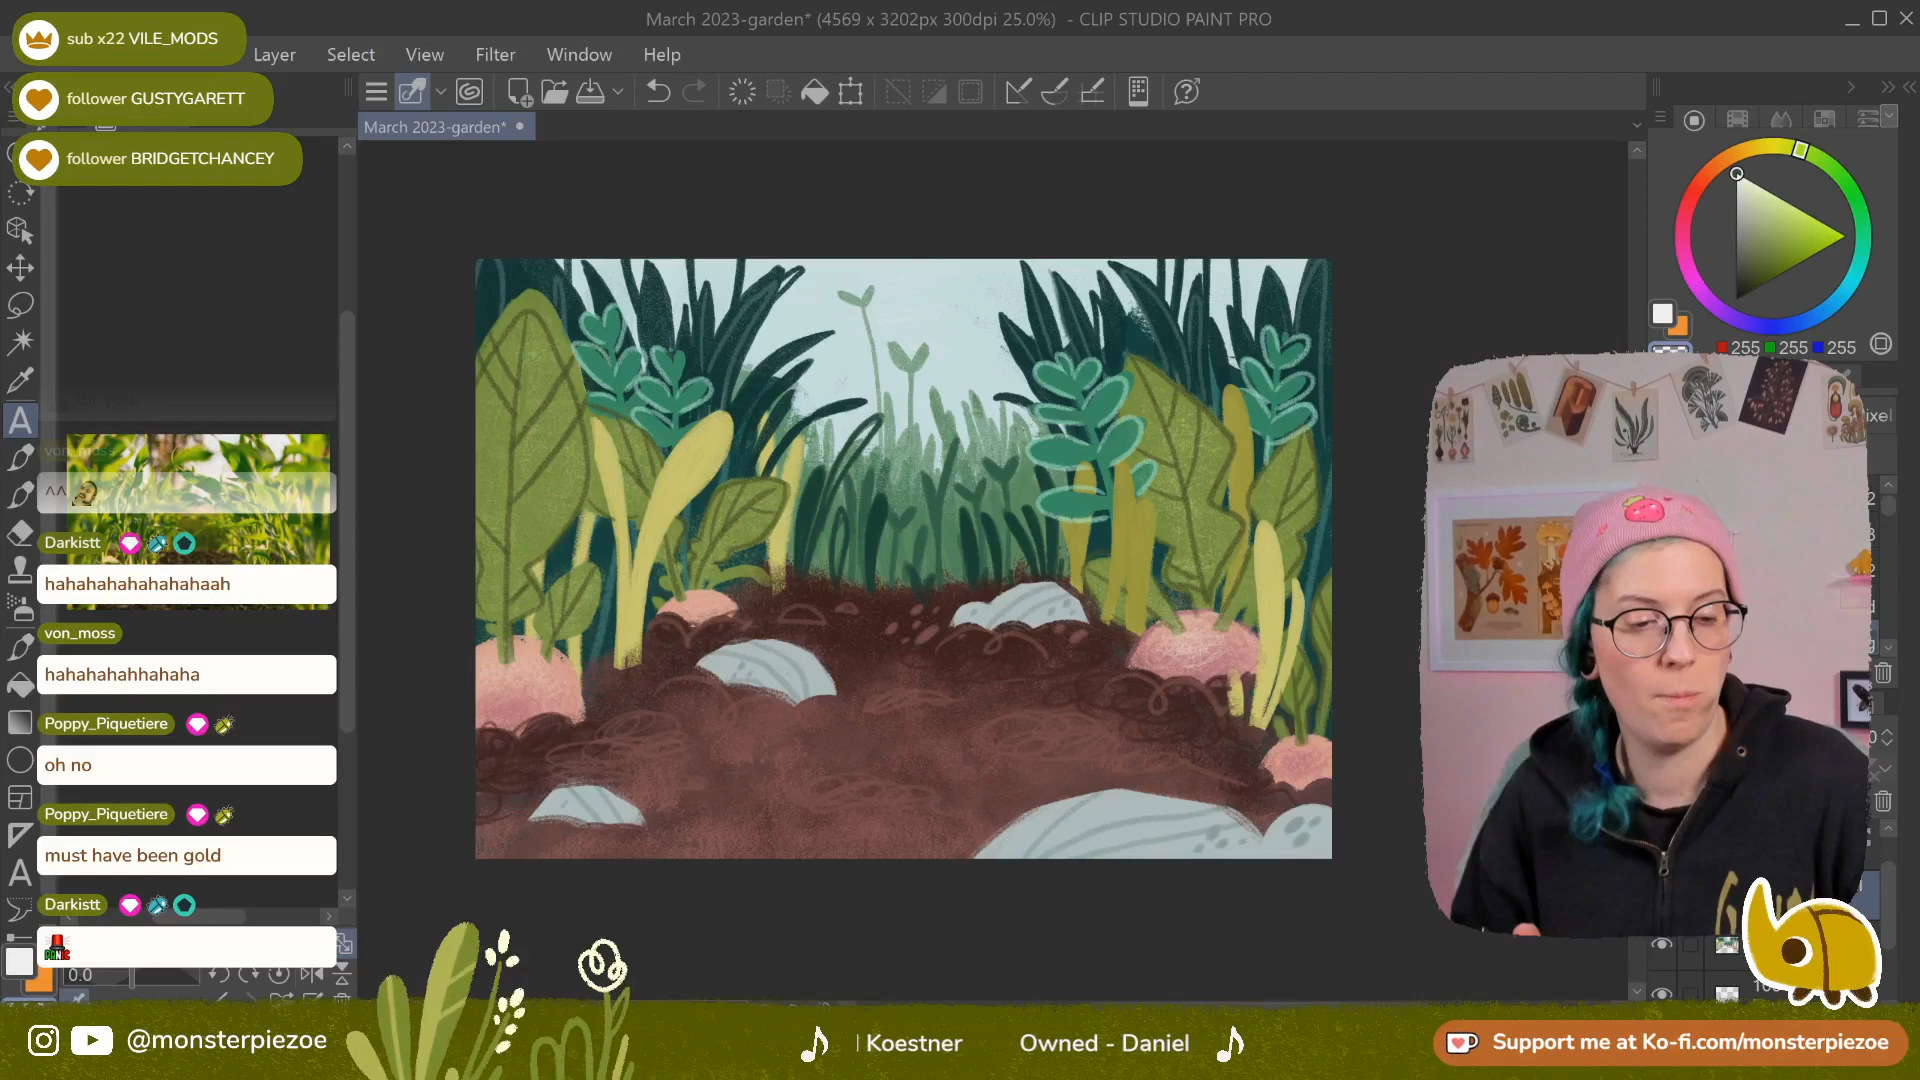 March 2023-garden* (4569 x 3202px 300dpi 25.0%) - CLIP STUDIO PAINT PRO
sub x22 VILE_MODS
Layer
Select
View
Filter
Window
Help
follower GUSTYGARETT
March 2023-garden*
follower BRIDGETCHANCEY
255 255 255
von_moss
^^
Darkistt
hahahahahahahahaah
von_moss
hahahahahhahaha
Poppy_Piquetiere
oh no
Poppy_Piquetiere
must have been gold
Darkistt
PANIC
0.0
@monsterpiezoe
Koestner
Owned - Daniel
Support me at Ko-fi.com/monsterpiezoe